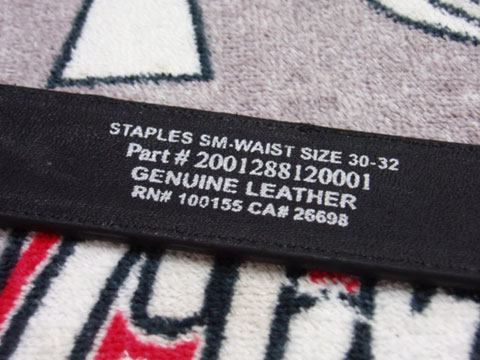 STAPLES SM-WAIST SIZE 30-32
Part # 2001288120001
GENUINE LEATHER
RN# 100155 CA# 26698